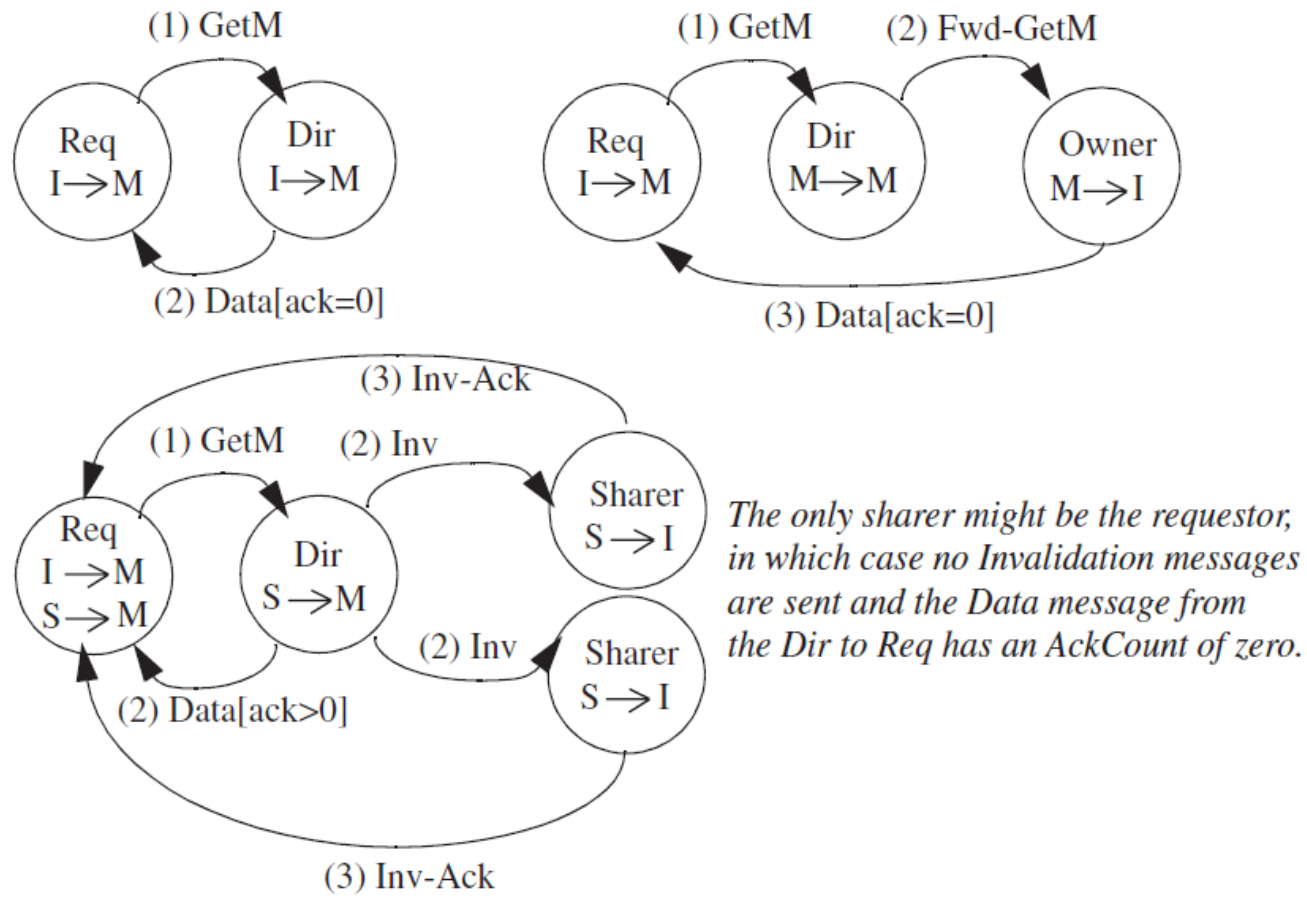 (1) GetM
Req
I→M
Dir
I→M
(2) Data[ack=0]
(1) GetM
(2) Fwd-GetM
Req
I→M
Dir
M→M
Owner
M→I
(3) Data[ack=0]
(3) Inv-Ack
(1) GetM
(2) Inv
Req
I→M
S→M
Dir
S→M
Sharer
S→I
(2) Inv
Sharer
S→I
(2) Data[ack>0]
(3) Inv-Ack
The only sharer might be the requestor,
in which case no Invalidation messages
are sent and the Data message from
the Dir to Req has an AckCount of zero.